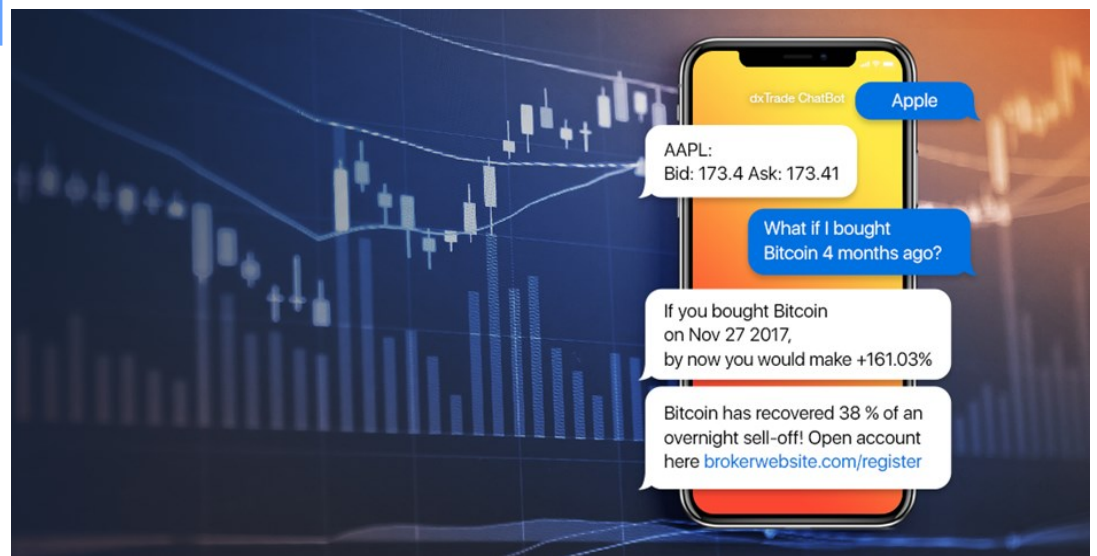 dxTrade ChatBot
Apple
AAPL:
Bid: 173.4 Ask: 173.41
What if I bought
Bitcoin 4 months ago?
If you bought Bitcoin
on Nov 27 2017,
by now you would make +161.03%
Bitcoin has recovered 38 % of an
overnight sell-off! Open account
here brokerwebsite.com/register